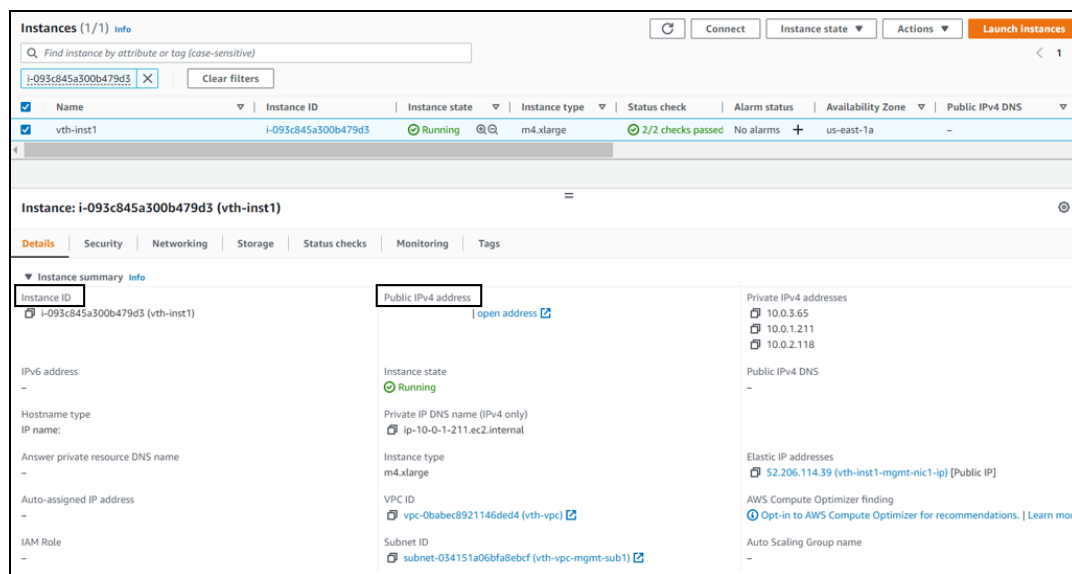 Instances (1/1) Info
Connect Instance state Actions Launch instances
Find instance by attribute or tag (case-sensitive)
1
i-093c845a300b479d3 Clear filters
Name Instance ID Instance state Instance type Status check Alarm status Availability Zone Public IPv4 DNS
vth-inst1 i-093c845a300b479d3 Running m4.xlarge 2/2 checks passed No alarms + us-east-1a –
Instance: i-093c845a300b479d3 (vth-inst1)
Details Security Networking Storage Status checks Monitoring Tags
Instance summary Info
Instance ID Public IPv4 address Private IPv4 addresses
i-093c845a300b479d3 (vth-inst1) | open address 10.0.3.65
10.0.1.211
10.0.2.118
IPv6 address Instance state Public IPv4 DNS
– Running –
Hostname type Private IP DNS name (IPv4 only)
IP name: ip-10-0-1-211.ec2.internal
Answer private resource DNS name Instance type Elastic IP addresses
– m4.xlarge 52.206.114.39 (vth-inst1-mgmt-nic1-ip) [Public IP]
Auto-assigned IP address VPC ID AWS Compute Optimizer finding
– vpc-0babec8921146ded4 (vth-vpc) Opt-in to AWS Compute Optimizer for recommendations. | Learn mo
IAM Role Subnet ID Auto Scaling Group name
– subnet-034151a06bfa8ebcf (vth-vpc-mgmt-sub1) –